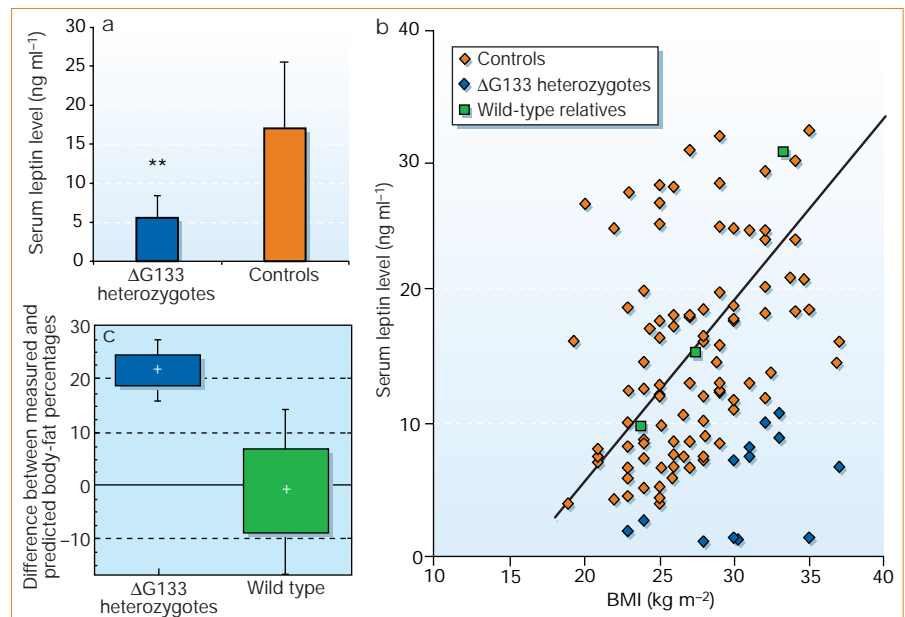 a
Serum leptin level (ng ml⁻¹)
30
25
20
15
10
5
0
**
ΔG133
heterozygotes
Controls
b
Serum leptin level (ng ml⁻¹)
40
30
20
10
0
Controls
ΔG133 heterozygotes
Wild-type relatives
10
15
20
25
30
35
40
BMI (kg m⁻²)
c
Difference between measured and
predicted body-fat percentages
30
20
10
0
−10
ΔG133
heterozygotes
Wild type